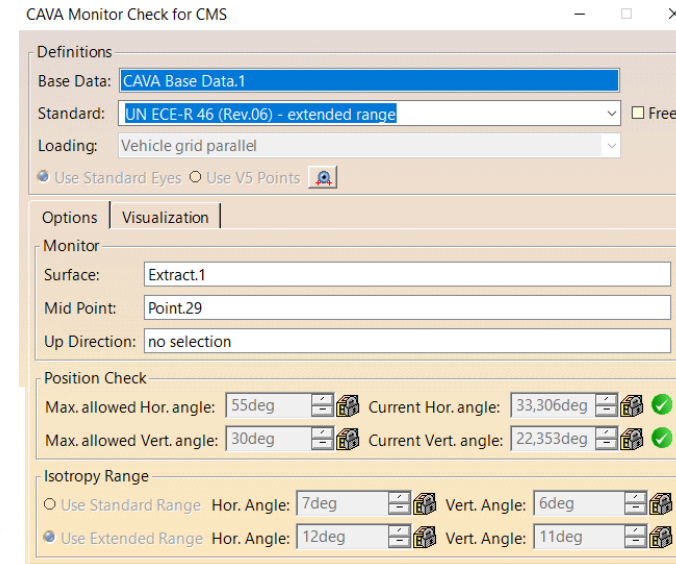 CAVA Monitor Check for CMS
Definitions
Base Data: CAVA Base Data.1
Standard: UN ECE-R 46 (Rev.06) - extended range Free
Loading: Vehicle grid parallel
Use Standard Eyes Use V5 Points
Options Visualization
Monitor
Surface: Extract.1
Mid Point: Point.29
Up Direction: no selection
Position Check
Max. allowed Hor. angle: 55deg Current Hor. angle: 33,306deg
Max. allowed Vert. angle: 30deg Current Vert. angle: 22,353deg
Isotropy Range
Use Standard Range Hor. Angle: 7deg Vert. Angle: 6deg
Use Extended Range Hor. Angle: 12deg Vert. Angle: 11deg